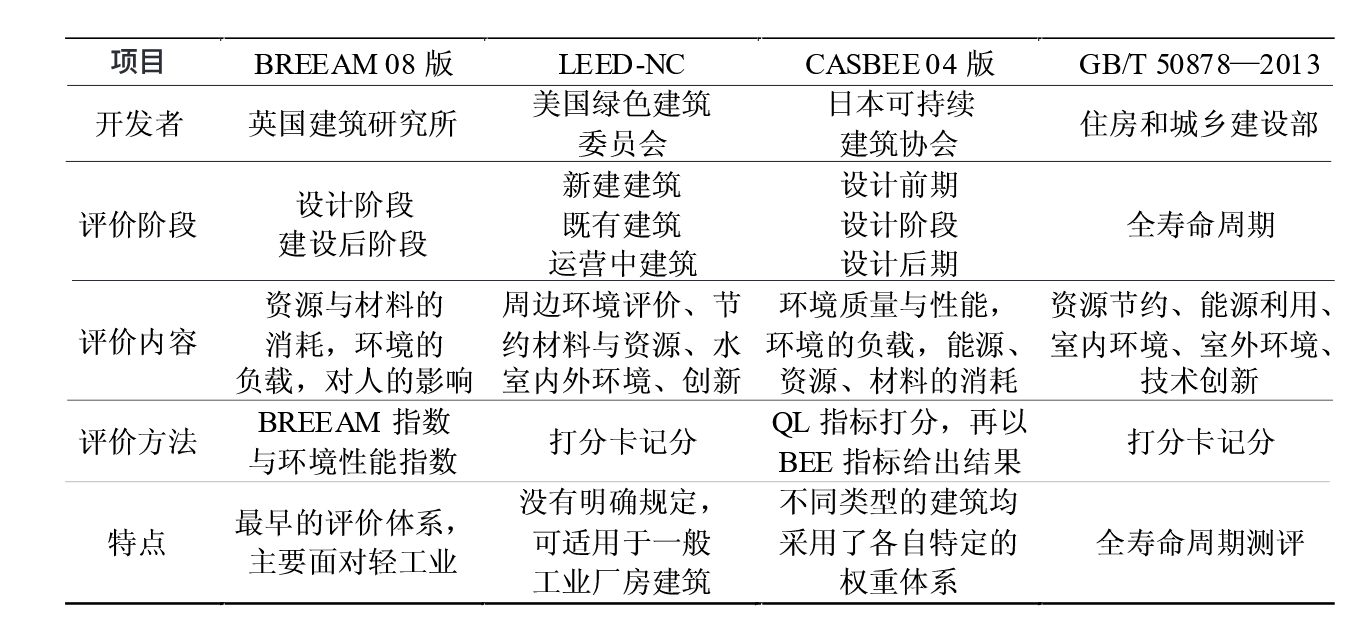 项目 BREEAM 08 版 LEED-NC CASBEE 04 版 GB/T 50878—2013
开发者
英国建筑研究所
美国绿色建筑
委员会
日本可持续
建筑协会
住房和城乡建设部
评价阶段
设计阶段
建设后阶段
新建建筑
既有建筑
运营中建筑
设计前期
设计阶段
设计后期
全寿命周期
评价内容
资源与材料的
消耗，环境的
负载，对人的影响
周边环境评价、节
约材料与资源、水
室内外环境、创新
环境质量与性能，
环境的负载，能源、
资源、材料的消耗
资源节约、能源利用、
室内环境、室外环境、
技术创新
评价方法
BREEAM 指数
与环境性能指数
打分卡记分
QL 指标打分，再以
BEE 指标给出结果
打分卡记分
特点
最早的评价体系，
主要面对轻工业
没有明确规定，
可适用于一般
工业厂房建筑
不同类型的建筑均
采用了各自特定的
权重体系
全寿命周期测评